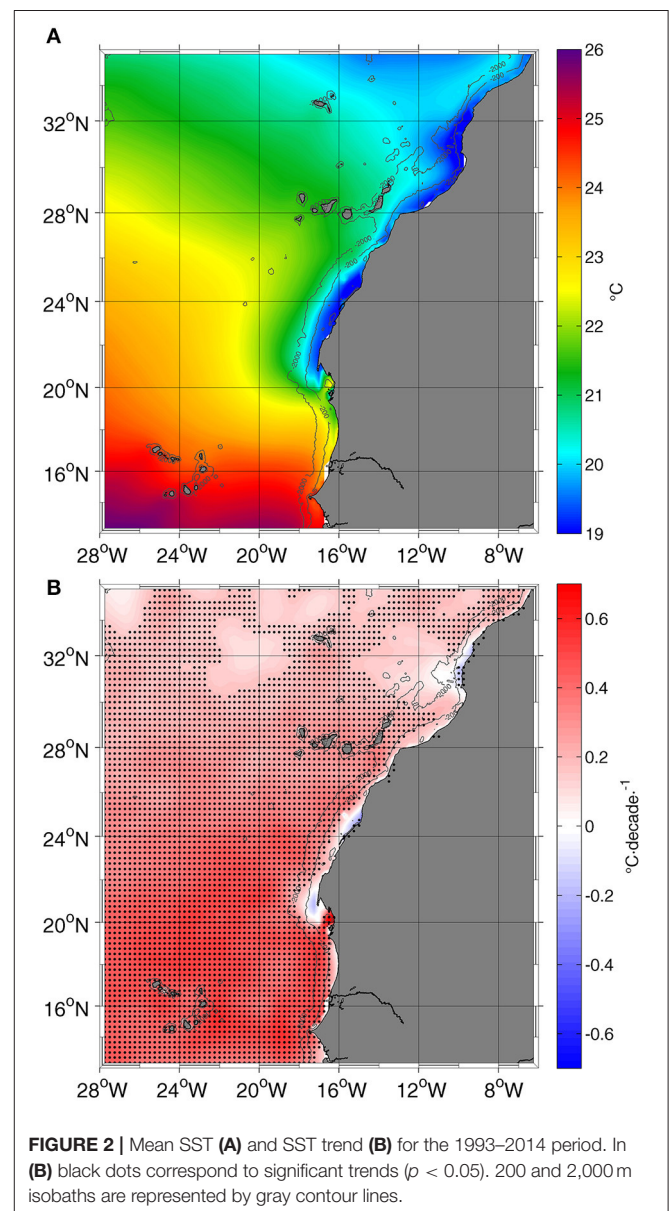 A
26
25
24
23
22
21
20
19
°C
32°N
28°N
24°N
20°N
16°N
28°W 24°W 20°W 16°W 12°W 8°W
-2000
-200
-2000
-200
B
0.6
0.4
0.2
0
-0.2
-0.4
-0.6
°C·decade.⁻¹
32°N
28°N
24°N
20°N
16°N
28°W 24°W 20°W 16°W 12°W 8°W
FIGURE 2 | Mean SST (A) and SST trend (B) for the 1993–2014 period. In
(B) black dots correspond to significant trends (p < 0.05). 200 and 2,000 m
isobaths are represented by gray contour lines.